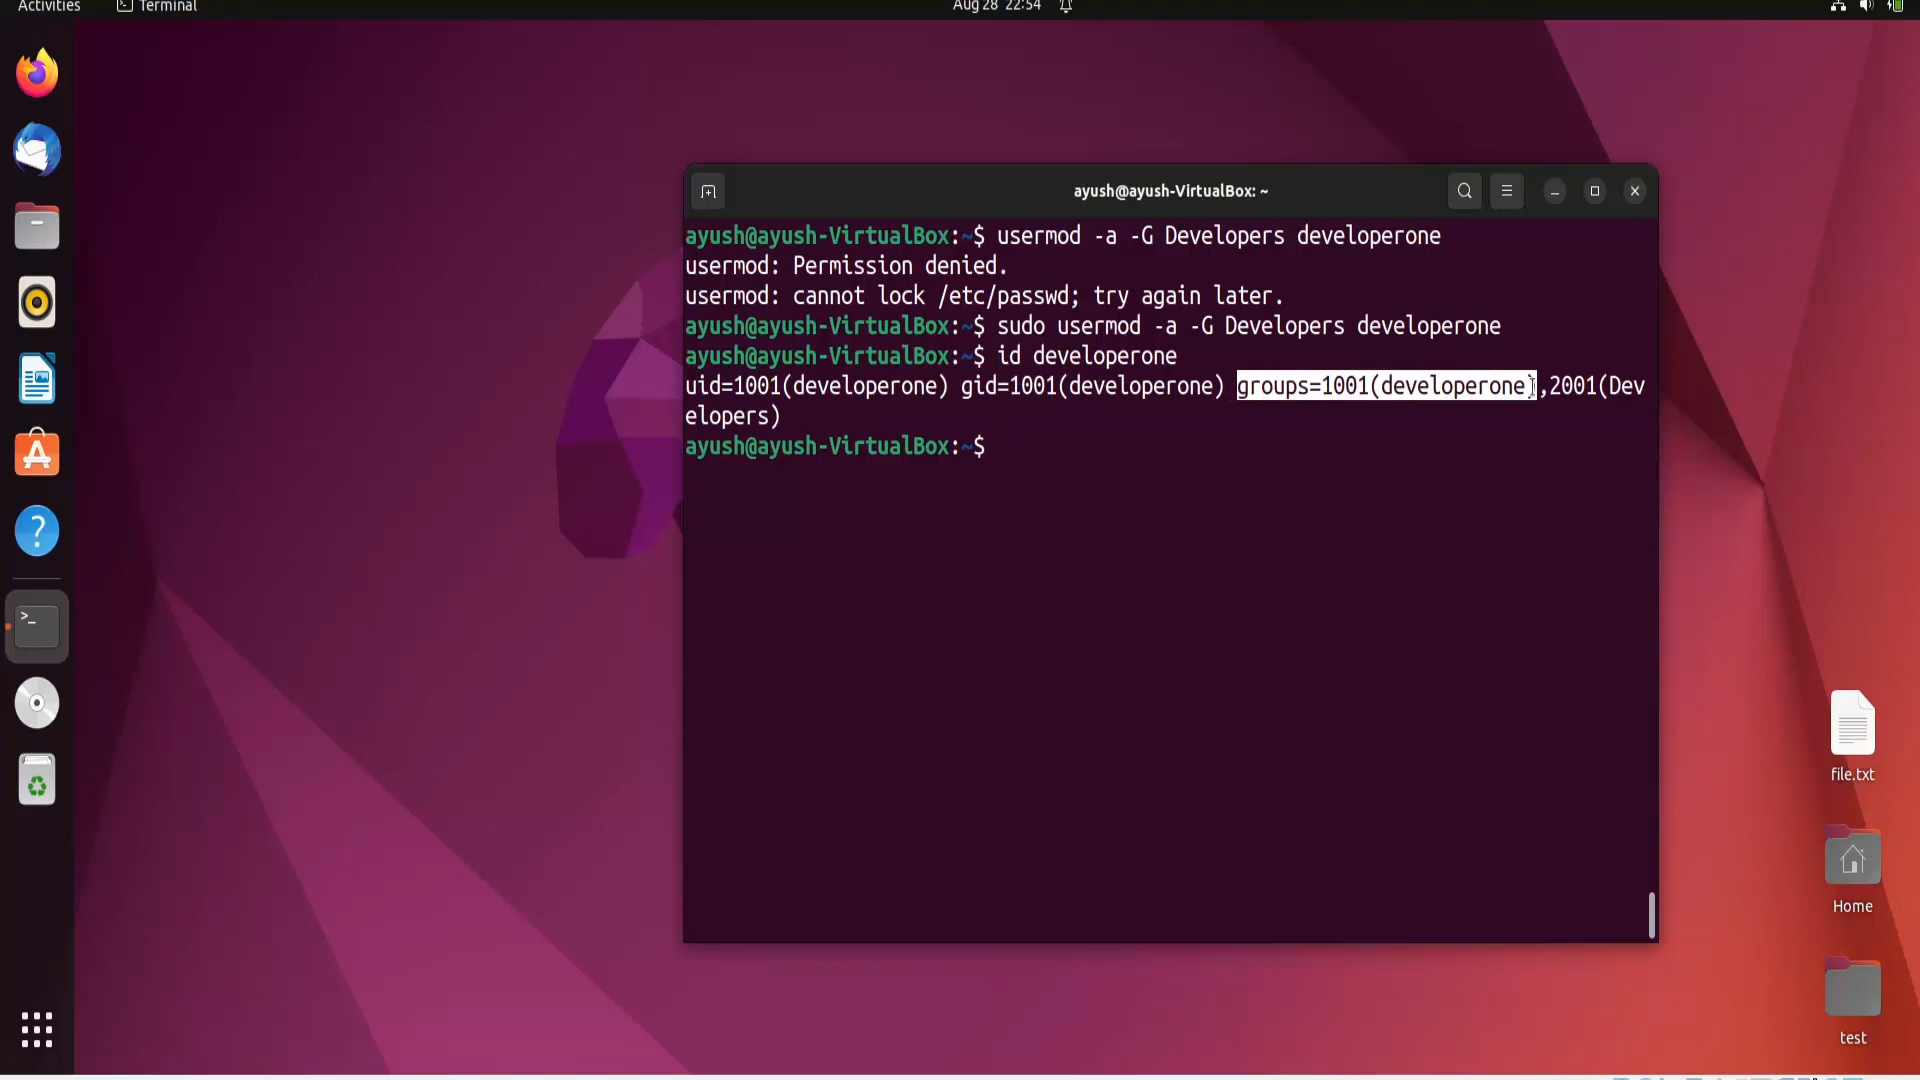 Activities
Terminal
Aug 28 22:54
ayush@ayush-VirtualBox: ~
ayush@ayush-VirtualBox:~$ usermod -a -G Developers developerone
usermod: Permission denied.
usermod: cannot lock /etc/passwd; try again later.
ayush@ayush-VirtualBox:~$ sudo usermod -a -G Developers developerone
ayush@ayush-VirtualBox:~$ id developerone
uid=1001(developerone) gid=1001(developerone) groups=1001(developerone),2001(Dev
elopers)
ayush@ayush-VirtualBox:~$
file.txt
Home
test